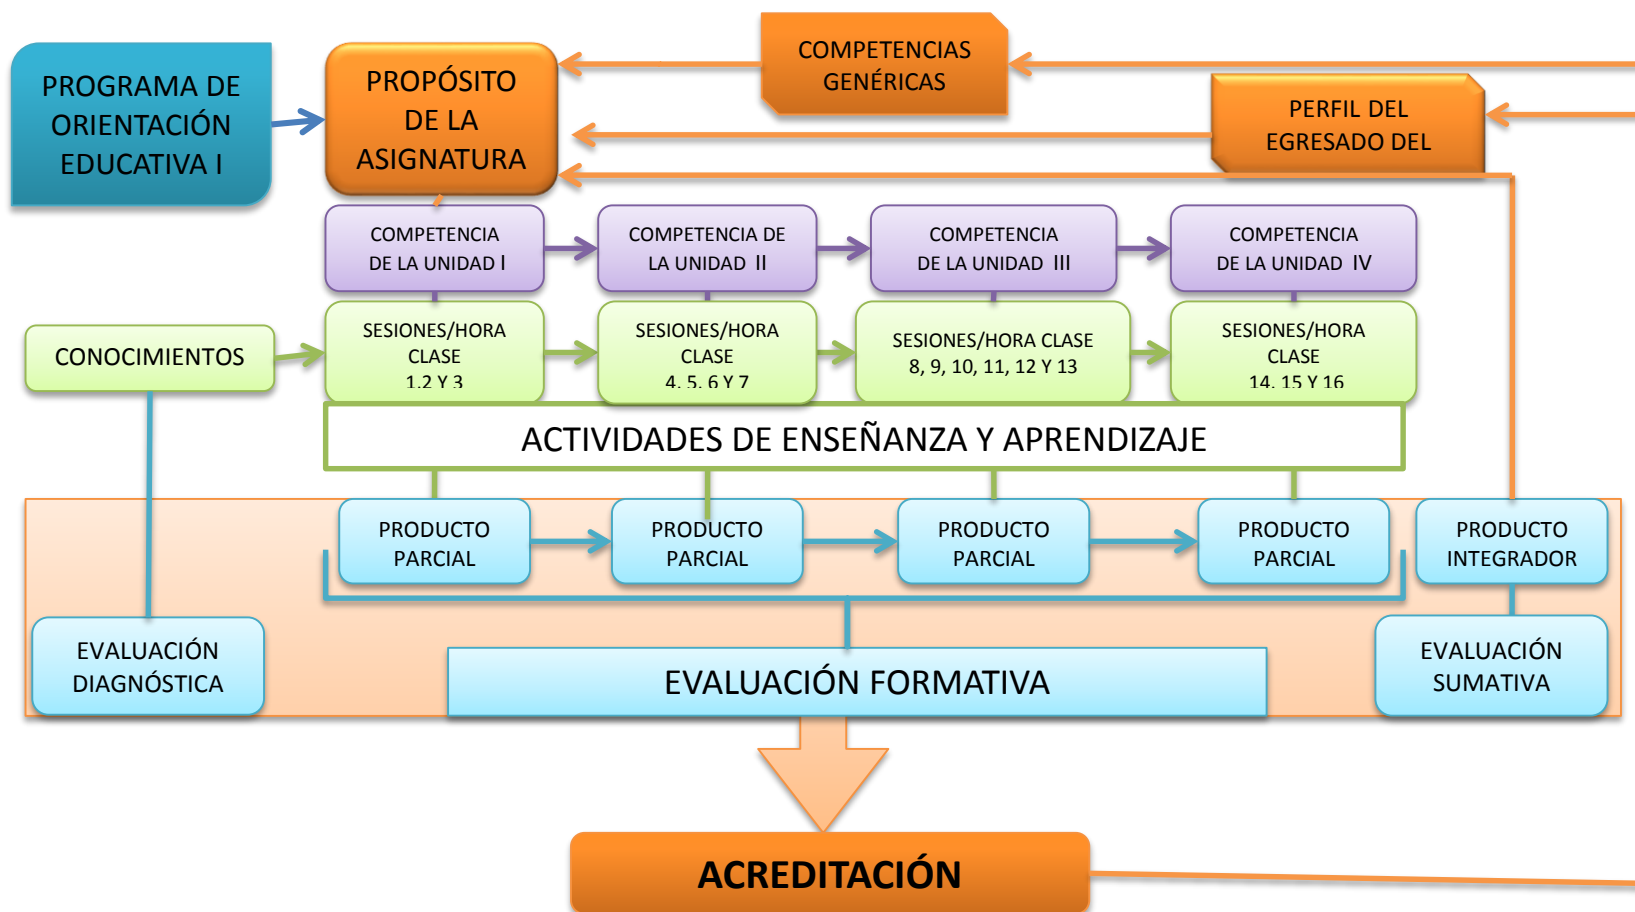 PROGRAMA DE
ORIENTACIÓN
EDUCATIVA I
PROPÓSITO
DE LA
ASIGNATURA
COMPETENCIAS
GENÉRICAS
PERFIL DEL
EGRESADO DEL
COMPETENCIA
DE LA UNIDAD I
COMPETENCIA DE
LA UNIDAD II
COMPETENCIA
DE LA UNIDAD III
COMPETENCIA
DE LA UNIDAD IV
CONOCIMIENTOS
SESIONES/HORA
CLASE
1,2 Y 3
SESIONES/HORA
CLASE
4, 5, 6 Y 7
SESIONES/HORA CLASE
8, 9, 10, 11, 12 Y 13
SESIONES/HORA
CLASE
14, 15 Y 16
ACTIVIDADES DE ENSEÑANZA Y APRENDIZAJE
PRODUCTO
PARCIAL
PRODUCTO
PARCIAL
PRODUCTO
PARCIAL
PRODUCTO
PARCIAL
PRODUCTO
INTEGRADOR
EVALUACIÓN
DIAGNÓSTICA
EVALUACIÓN FORMATIVA
EVALUACIÓN
SUMATIVA
ACREDITACIÓN